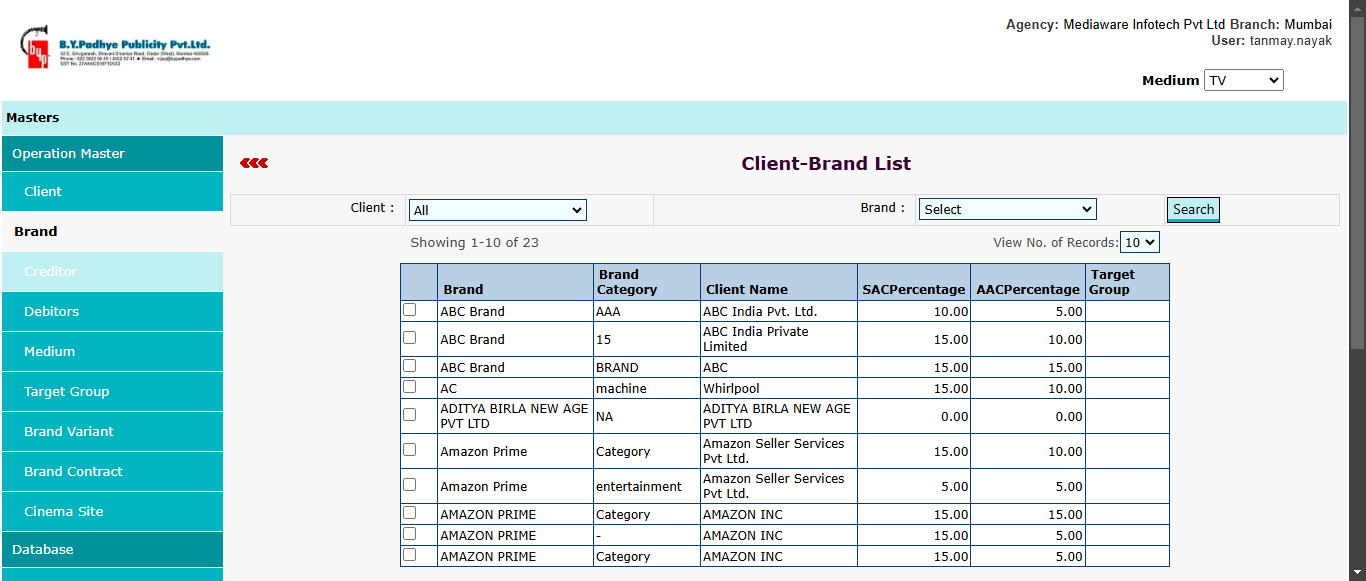 Agency: Mediaware Infotech Pvt Ltd Branch: Mumbai
User: tanmay.nayak
by p
B.Y.Padhye Publicity Pvt.Ltd.
Medium TV
Masters
Operation Master
Client
Brand
Creditor
Debitors
Medium
Target Group
Brand Variant
Brand Contract
Cinema Site
Database
Client-Brand List
Client : All Brand : Select Search
Showing 1-10 of 23 View No. of Records: 10
Brand Brand Category Client Name SACPercentage AACPercentage Target Group
ABC Brand AAA ABC India Pvt. Ltd. 10.00 5.00
ABC Brand 15 ABC India Private Limited 15.00 10.00
ABC Brand BRAND ABC 15.00 15.00
AC machine Whirlpool 15.00 10.00
ADITYA BIRLA NEW AGE PVT LTD NA ADITYA BIRLA NEW AGE PVT LTD 0.00 0.00
Amazon Prime Category Amazon Seller Services Pvt Ltd. 15.00 10.00
Amazon Prime entertainment Amazon Seller Services Pvt Ltd. 5.00 5.00
AMAZON PRIME Category AMAZON INC 15.00 15.00
AMAZON PRIME - AMAZON INC 15.00 5.00
AMAZON PRIME Category AMAZON INC 15.00 5.00